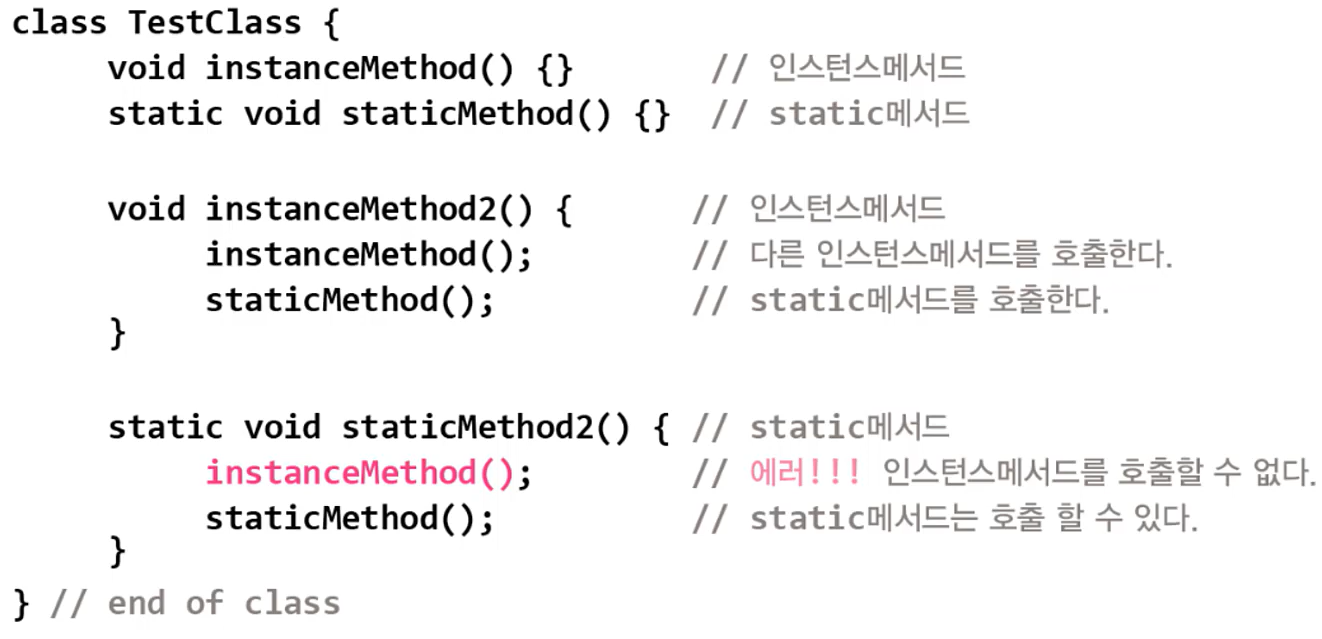 class TestClass {
void instanceMethod() {} // 인스턴스메서드
static void staticMethod() {} // static메서드
void instanceMethod2() { // 인스턴스메서드
instanceMethod(); // 다른 인스턴스메서드를 호출한다.
staticMethod(); // static메서드를 호출한다.
}
static void staticMethod2() { // static메서드
instanceMethod(); // 에러!!! 인스턴스메서드를 호출할 수 없다.
staticMethod(); // static메서드는 호출 할 수 있다.
}
} // end of class